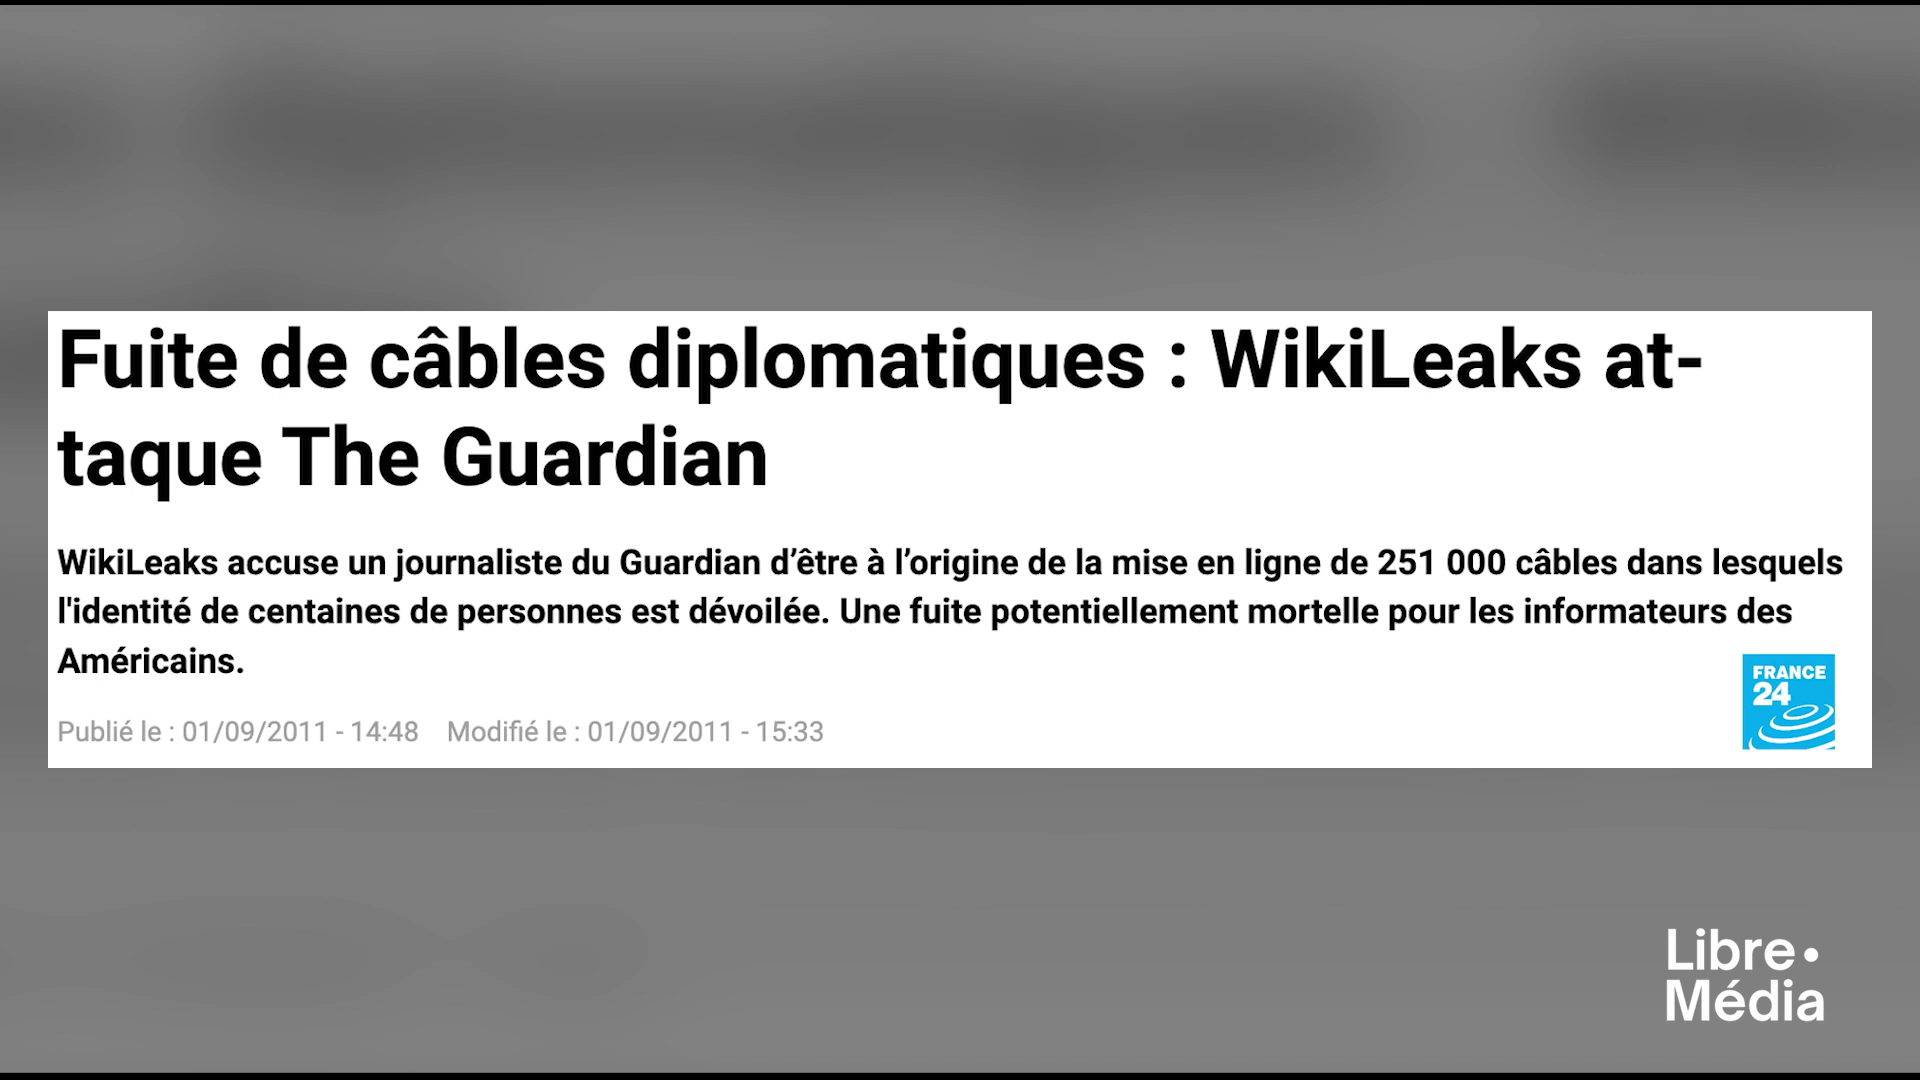 Fuite de câbles diplomatiques : WikiLeaks at-
taque The Guardian
WikiLeaks accuse un journaliste du Guardian d’être à l’origine de la mise en ligne de 251 000 câbles dans lesquels
l'identité de centaines de personnes est dévoilée. Une fuite potentiellement mortelle pour les informateurs des
Américains.
FRANCE
24
Publié le : 01/09/2011 - 14:48 Modifié le : 01/09/2011 - 15:33
Libre•
Média